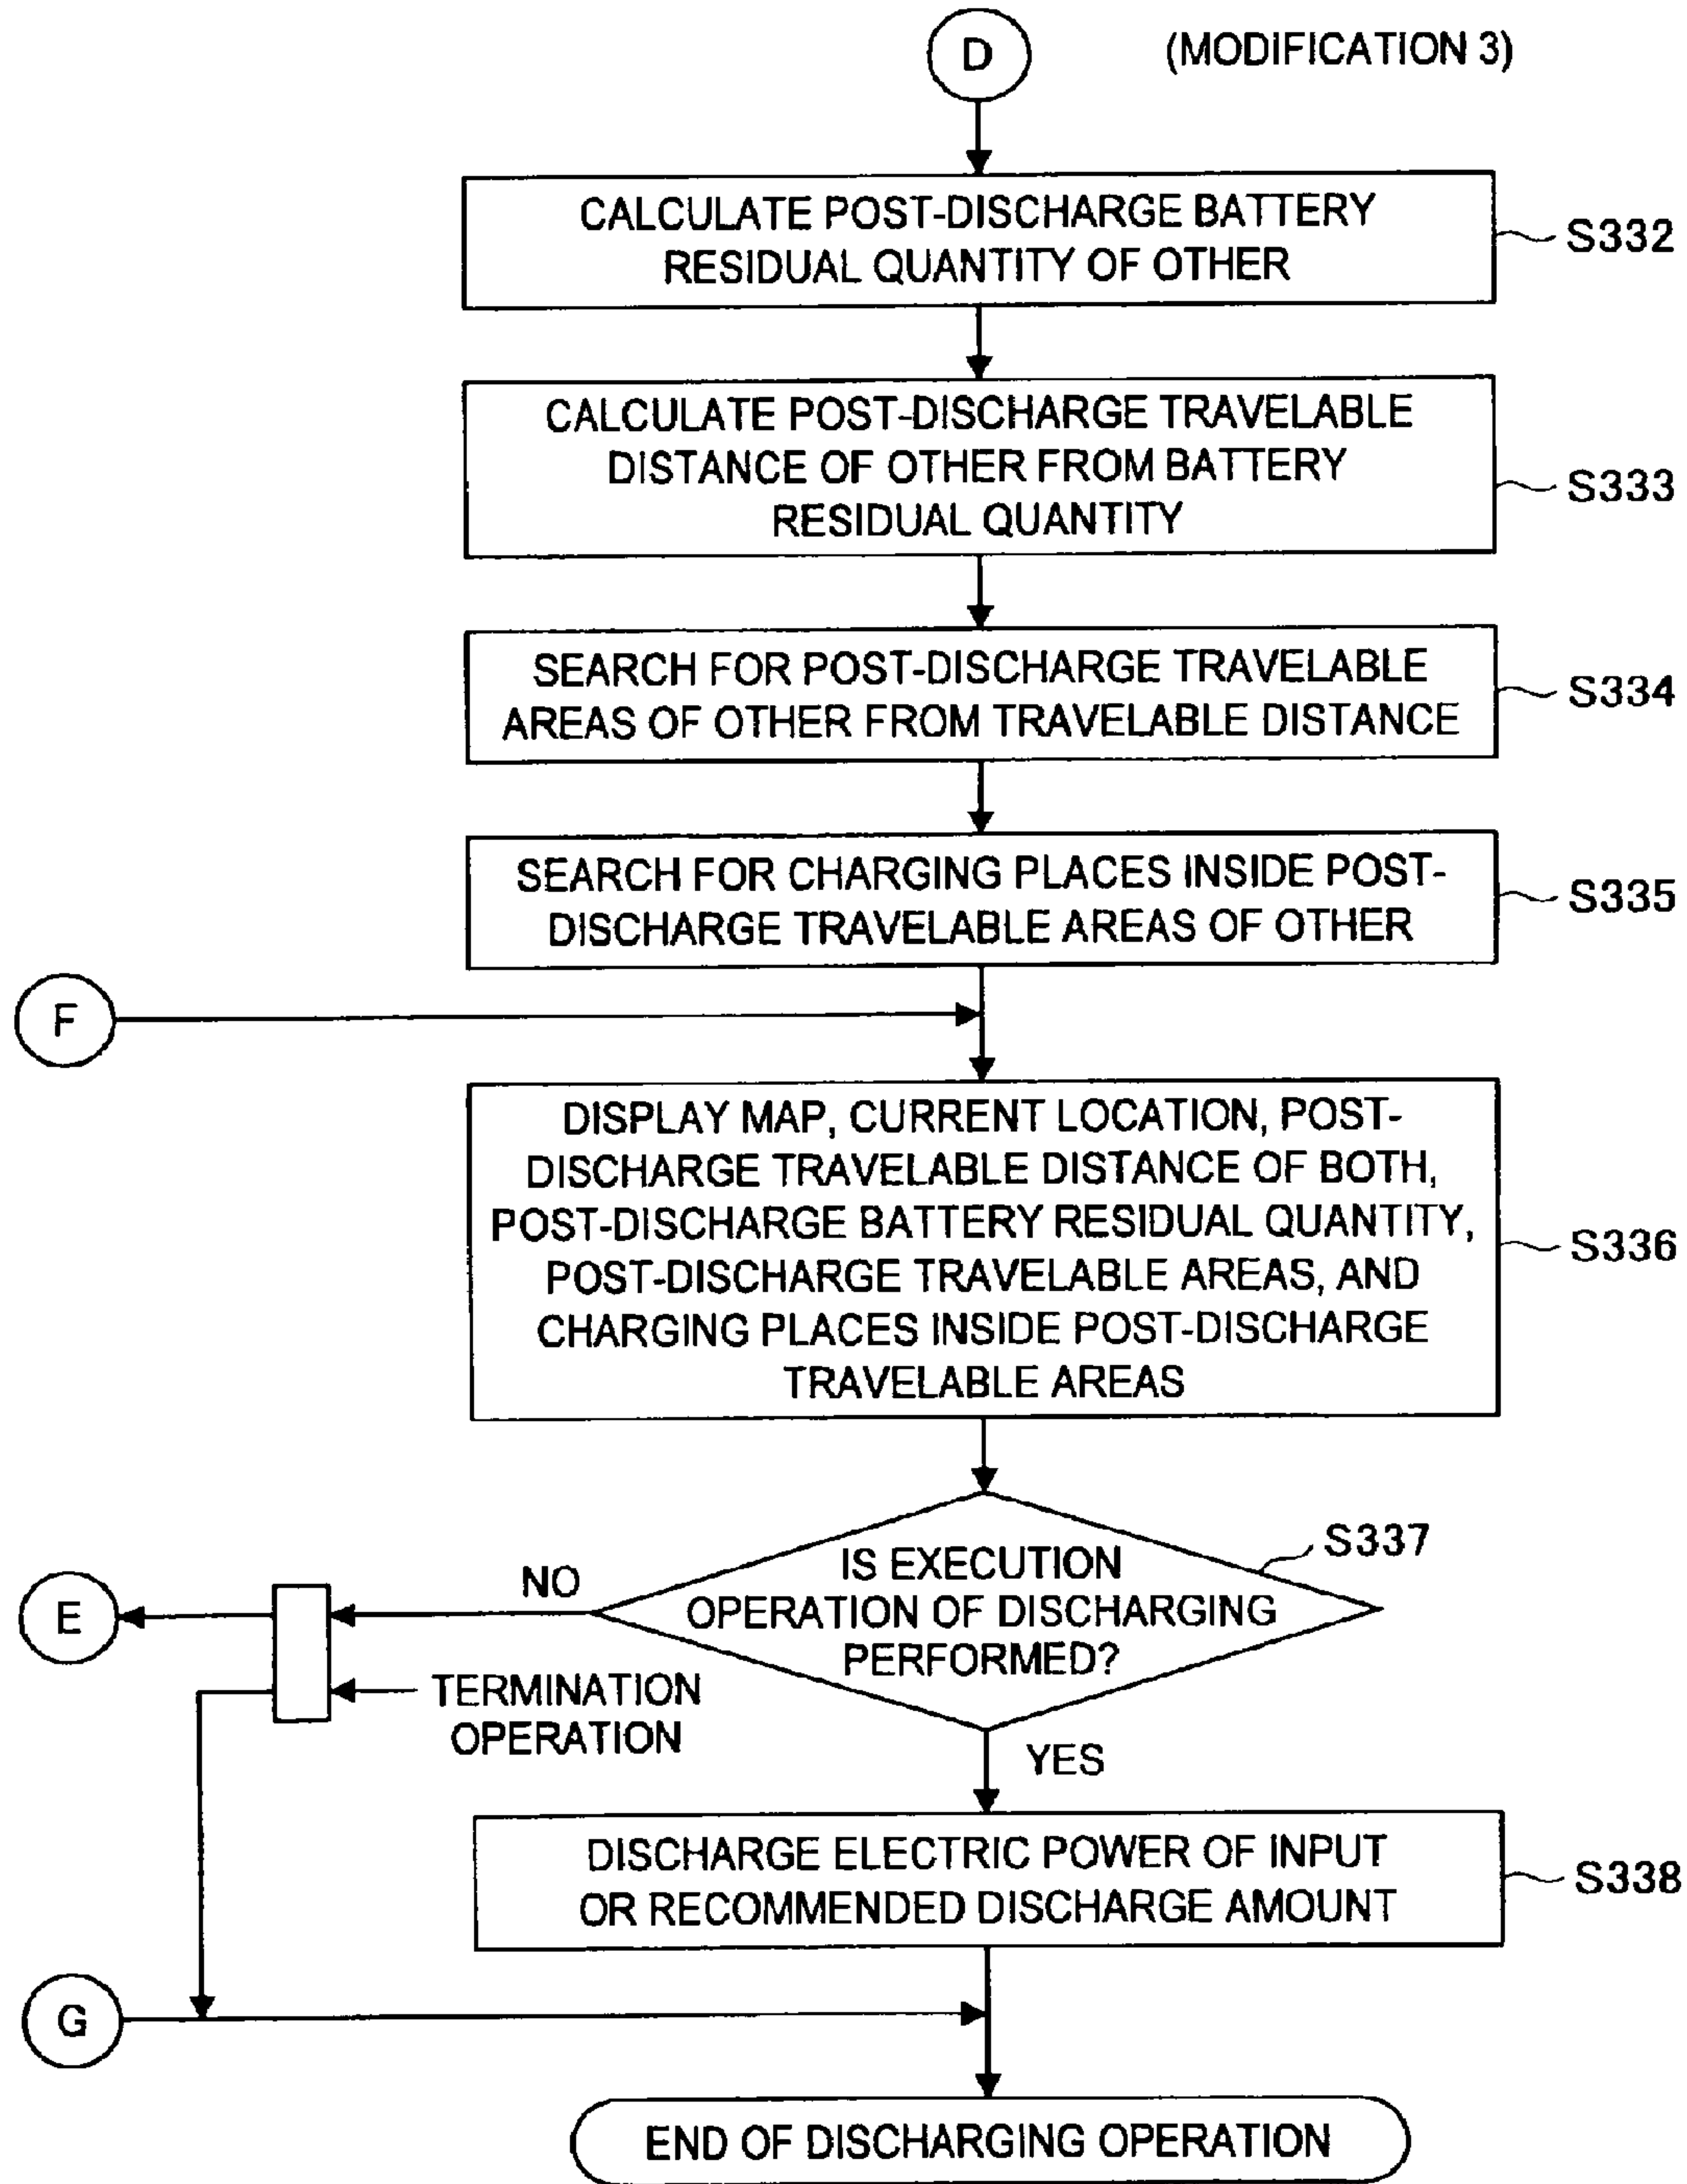 D
(MODIFICATION 3)
CALCULATE POST-DISCHARGE BATTERY
RESIDUAL QUANTITY OF OTHER
S332
CALCULATE POST-DISCHARGE TRAVELABLE
DISTANCE OF OTHER FROM BATTERY
RESIDUAL QUANTITY
S333
SEARCH FOR POST-DISCHARGE TRAVELABLE
AREAS OF OTHER FROM TRAVELABLE DISTANCE
S334
SEARCH FOR CHARGING PLACES INSIDE POST-
DISCHARGE TRAVELABLE AREAS OF OTHER
S335
F
DISPLAY MAP, CURRENT LOCATION, POST-
DISCHARGE TRAVELABLE DISTANCE OF BOTH,
POST-DISCHARGE BATTERY RESIDUAL QUANTITY,
POST-DISCHARGE TRAVELABLE AREAS, AND
CHARGING PLACES INSIDE POST-DISCHARGE
TRAVELABLE AREAS
S336
IS EXECUTION
OPERATION OF DISCHARGING
PERFORMED?
S337
NO
E
TERMINATION
OPERATION
YES
DISCHARGE ELECTRIC POWER OF INPUT
OR RECOMMENDED DISCHARGE AMOUNT
S338
G
END OF DISCHARGING OPERATION